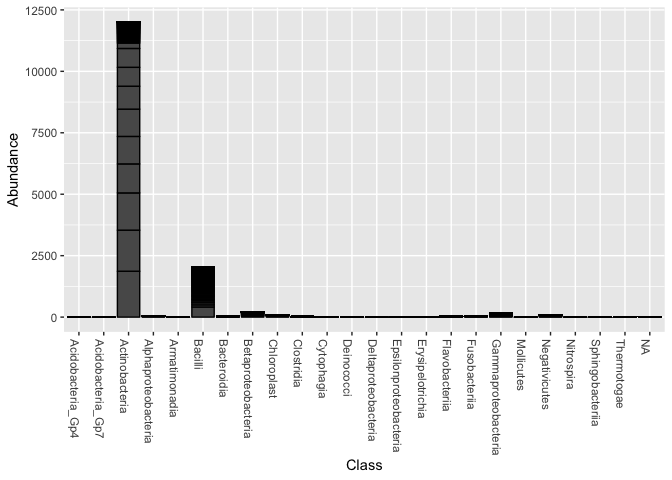 12500
10000
7500
5000
2500
0
Abundance
Acidobacteria_Gp4
Acidobacteria_Gp7
Actinobacteria
Alphaproteobacteria
Armatimonadia
Bacilli
Bacteroidia
Betaproteobacteria
Chloroplast
Clostridia
Cytophagia
Deinococci
Deltaproteobacteria
Epsilonproteobacteria
Erysipelotrichia
Flavobacteriia
Fusobacteriia
Gammaproteobacteria
Mollicutes
Negativicutes
Nitrospira
Sphingobacteriia
Thermotogae
NA
Class